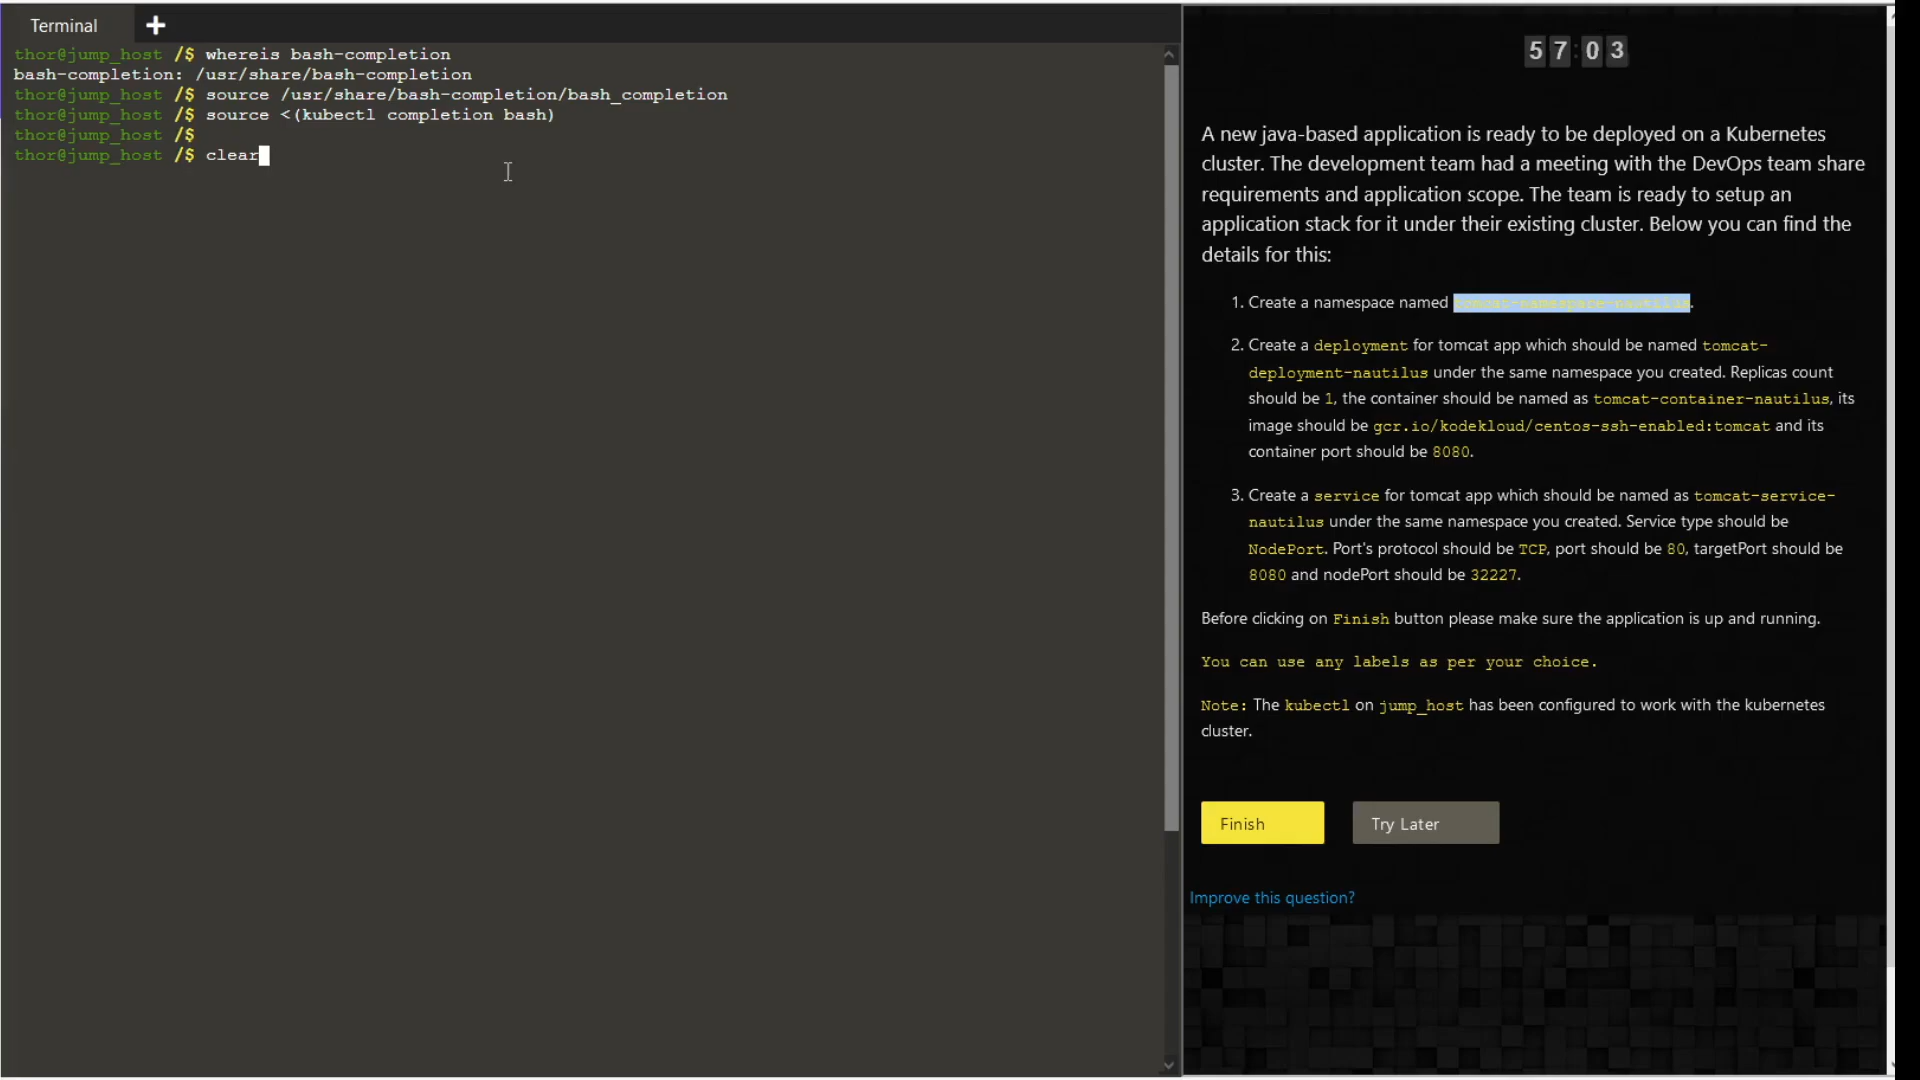 Terminal
thor@jump_host /$ whereis bash-completion
bash-completion: /usr/share/bash-completion
thor@jump_host /$ source /usr/share/bash-completion/bash_completion
thor@jump_host /$ source <(kubectl completion bash)
thor@jump_host /$
thor@jump_host /$ clear
57:03
A new java-based application is ready to be deployed on a Kubernetes
cluster. The development team had a meeting with the DevOps team share
requirements and application scope. The team is ready to setup an
application stack for it under their existing cluster. Below you can find the
details for this:
1. Create a namespace named tomcat-namespace-nautilus.
2. Create a deployment for tomcat app which should be named tomcat-
deployment-nautilus under the same namespace you created. Replicas count
should be 1, the container should be named as tomcat-container-nautilus, its
image should be gcr.io/kodekloud/centos-ssh-enabled:tomcat and its
container port should be 8080.
3. Create a service for tomcat app which should be named as tomcat-service-
nautilus under the same namespace you created. Service type should be
NodePort. Port's protocol should be TCP, port should be 80, targetPort should be
8080 and nodePort should be 32227.
Before clicking on Finish button please make sure the application is up and running.
You can use any labels as per your choice.
Note: The kubectl on jump_host has been configured to work with the kubernetes
cluster.
Finish
Try Later
Improve this question?